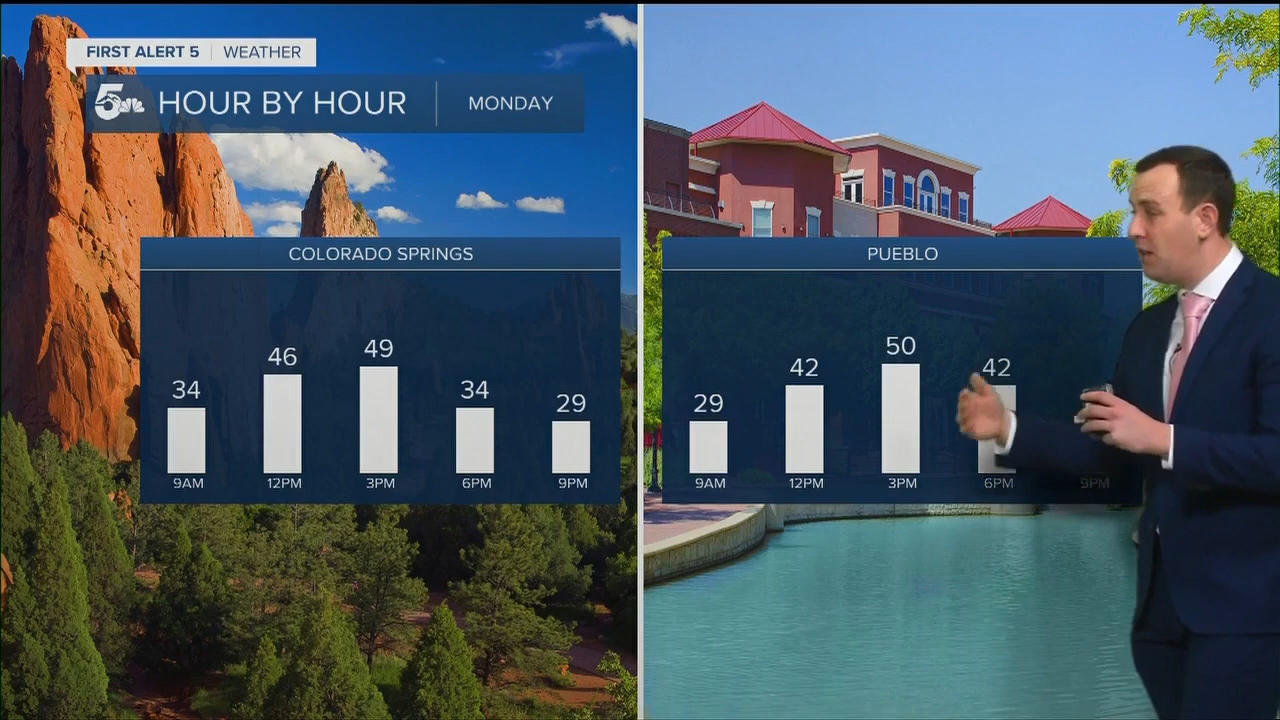 FIRST ALERT 5 | WEATHER
5 HOUR BY HOUR | MONDAY
COLORADO SPRINGS
34 46 49 34 29
9AM 12PM 3PM 6PM 9PM
PUEBLO
29 42 50 42
9AM 12PM 3PM 6PM 9PM